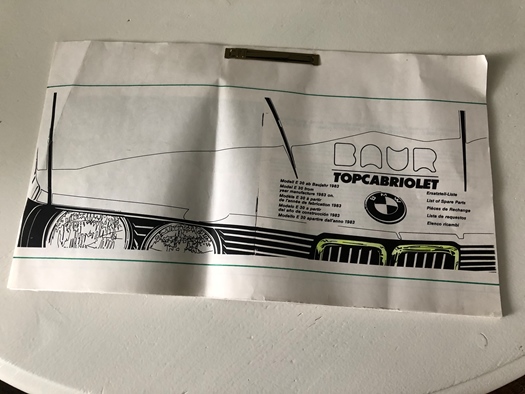 BAUR
TOPCABRIOLET
BMW
Modell E 30 ab Baujahr 1983
Model E 30 from
year manufacture 1983 on.
Modèle E 30 à partir
de l'année de fabrication 1983
Modelo E 30 a partir
del año de construcción 1983
Modello E 30 apartire dall'anno 1983
Ersatzteil-Liste
List of Spare Parts
Pièces de Rechange
Lista de repuestos
Elenco ricambi